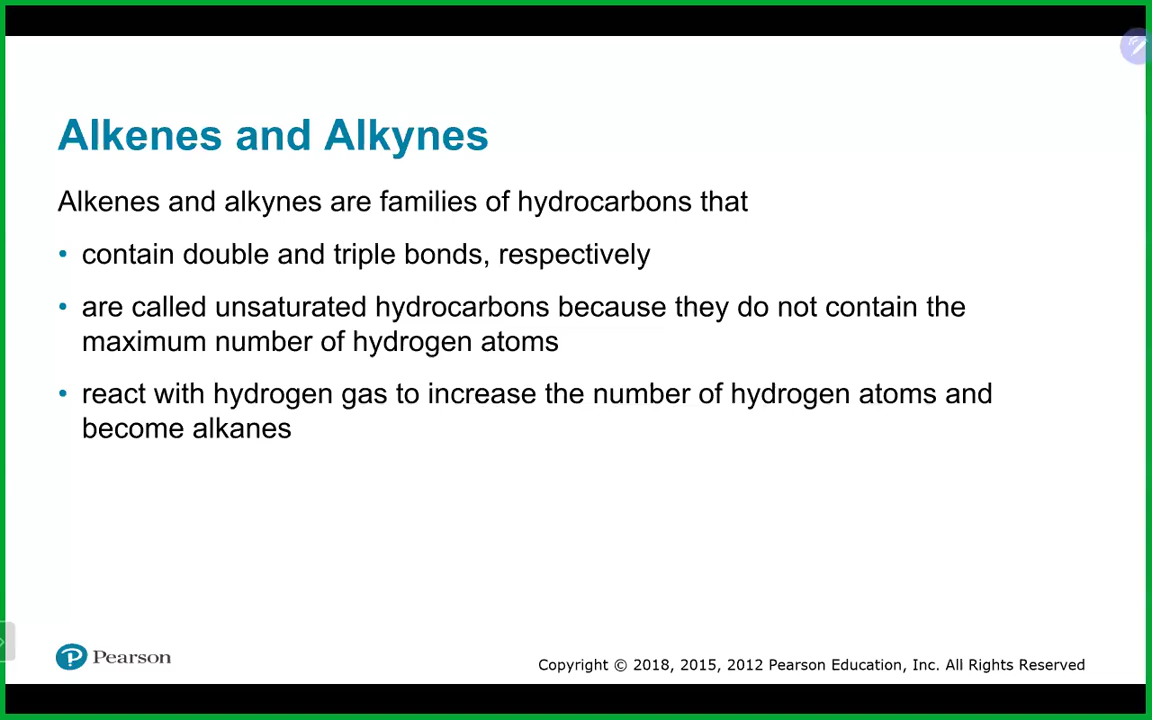 Alkenes and Alkynes
Alkenes and alkynes are families of hydrocarbons that
• contain double and triple bonds, respectively
• are called unsaturated hydrocarbons because they do not contain the
maximum number of hydrogen atoms
• react with hydrogen gas to increase the number of hydrogen atoms and
become alkanes
Pearson
Copyright © 2018, 2015, 2012 Pearson Education, Inc. All Rights Reserved